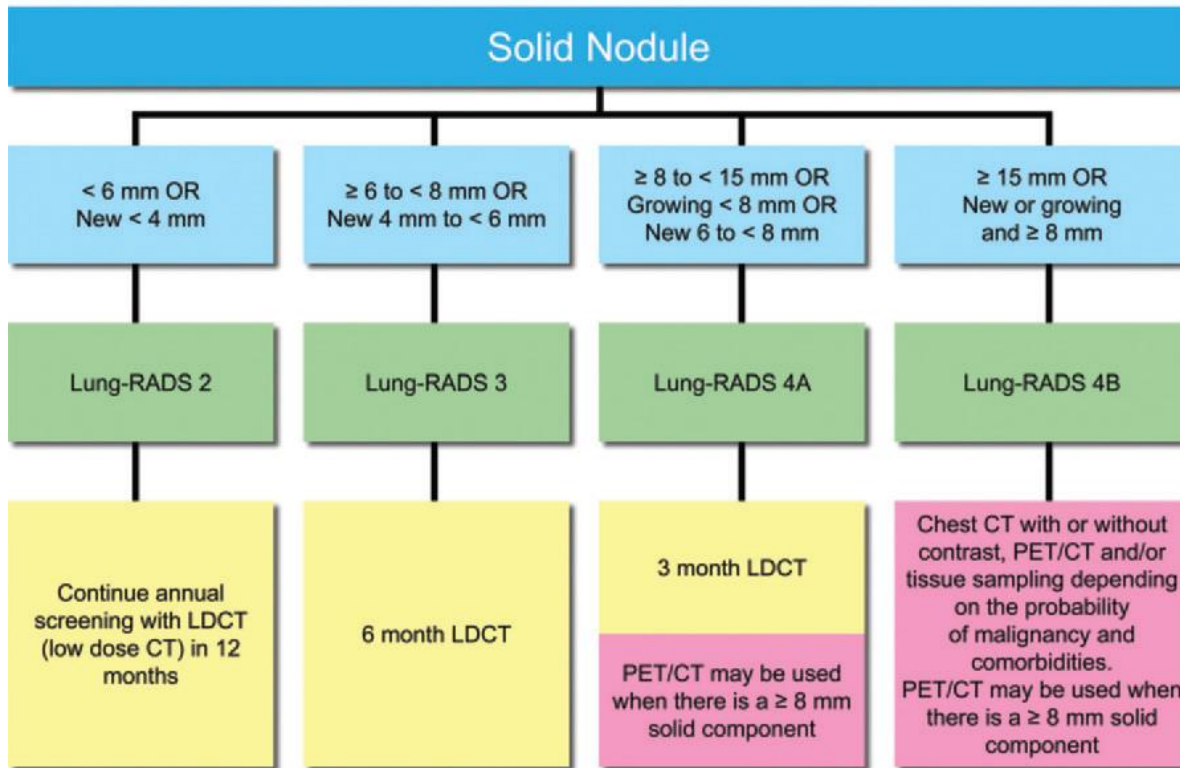 Solid Nodule
< 6 mm OR
New < 4 mm
≥ 6 to < 8 mm OR
New 4 mm to < 6 mm
≥ 8 to < 15 mm OR
Growing < 8 mm OR
New 6 to < 8 mm
≥ 15 mm OR
New or growing
and ≥ 8 mm
Lung-RADS 2
Lung-RADS 3
Lung-RADS 4A
Lung-RADS 4B
Continue annual
screening with LDCT
(low dose CT) in 12
months
6 month LDCT
3 month LDCT
PET/CT may be used
when there is a ≥ 8 mm
solid component
Chest CT with or without
contrast, PET/CT and/or
tissue sampling depending
on the probability
of malignancy and
comorbidities.
PET/CT may be used when
there is a ≥ 8 mm solid
component